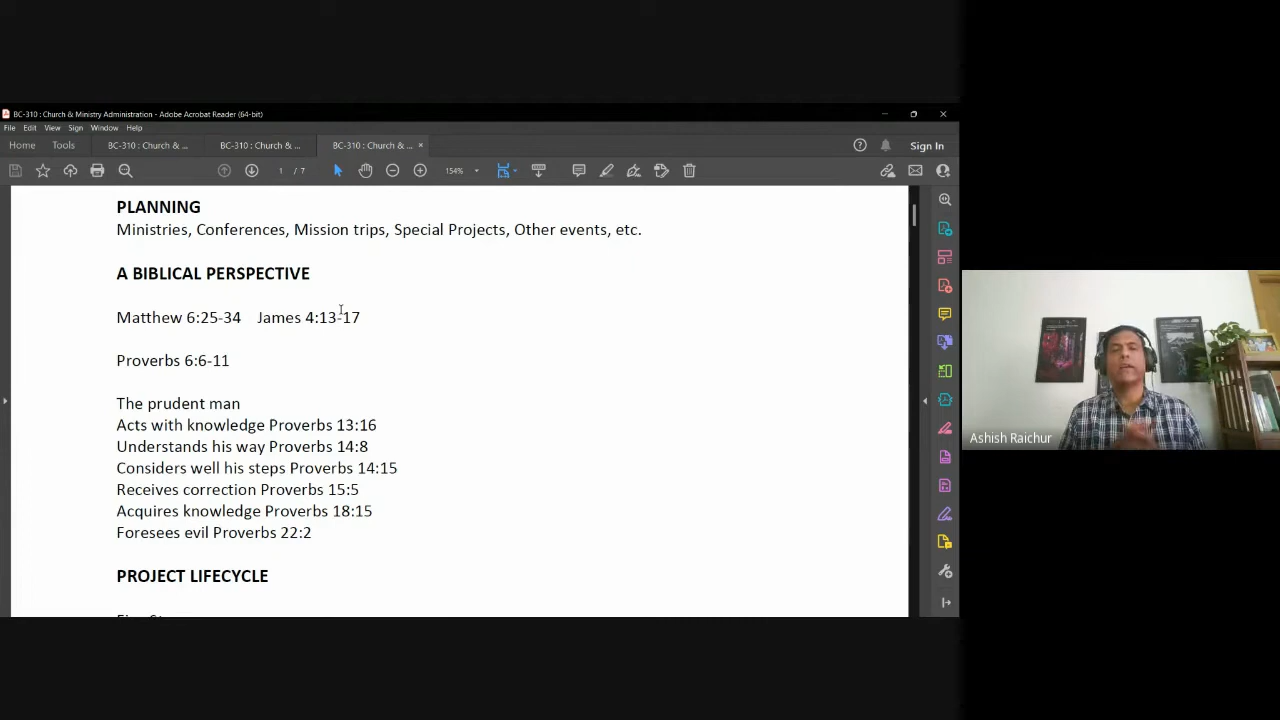 BC-310 : Church & Ministry Administration - Adobe Acrobat Reader (64-bit)
File Edit View Sign Window Help
Home Tools BC-310 : Church & ... BC-310 : Church & ... BC-310 : Church & ... × Sign In
1 / 7 154%
PLANNING
Ministries, Conferences, Mission trips, Special Projects, Other events, etc.
A BIBLICAL PERSPECTIVE
Matthew 6:25-34 James 4:13-17
Proverbs 6:6-11
The prudent man
Acts with knowledge Proverbs 13:16
Understands his way Proverbs 14:8
Considers well his steps Proverbs 14:15
Receives correction Proverbs 15:5
Acquires knowledge Proverbs 18:15
Foresees evil Proverbs 22:2
PROJECT LIFECYCLE
Ashish Raichur